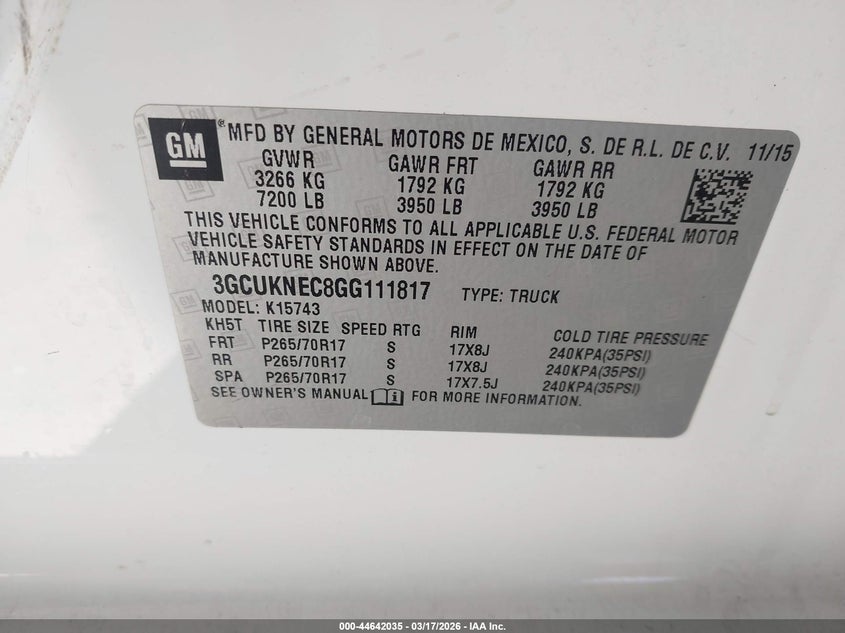 GM
® MFD BY GENERAL MOTORS DE MEXICO, S. DE R.L. DE C.V. 11/15
GVWR GAWR FRT GAWR RR
3266 KG 1792 KG 1792 KG
7200 LB 3950 LB 3950 LB
THIS VEHICLE CONFORMS TO ALL APPLICABLE U.S. FEDERAL MOTOR
VEHICLE SAFETY STANDARDS IN EFFECT ON THE DATE OF
MANUFACTURE SHOWN ABOVE.
3GCUKNEC8GG111817 TYPE: TRUCK
MODEL: K15743
KH5T TIRE SIZE SPEED RTG RIM COLD TIRE PRESSURE
FRT P265/70R17 S 17X8J 240KPA(35PSI)
RR P265/70R17 S 17X8J 240KPA(35PSI)
SPA P265/70R17 S 17X7.5J 240KPA(35PSI)
SEE OWNER'S MANUAL i FOR MORE INFORMATION.
000-44642035 — 03/17/2026 — IAA Inc.